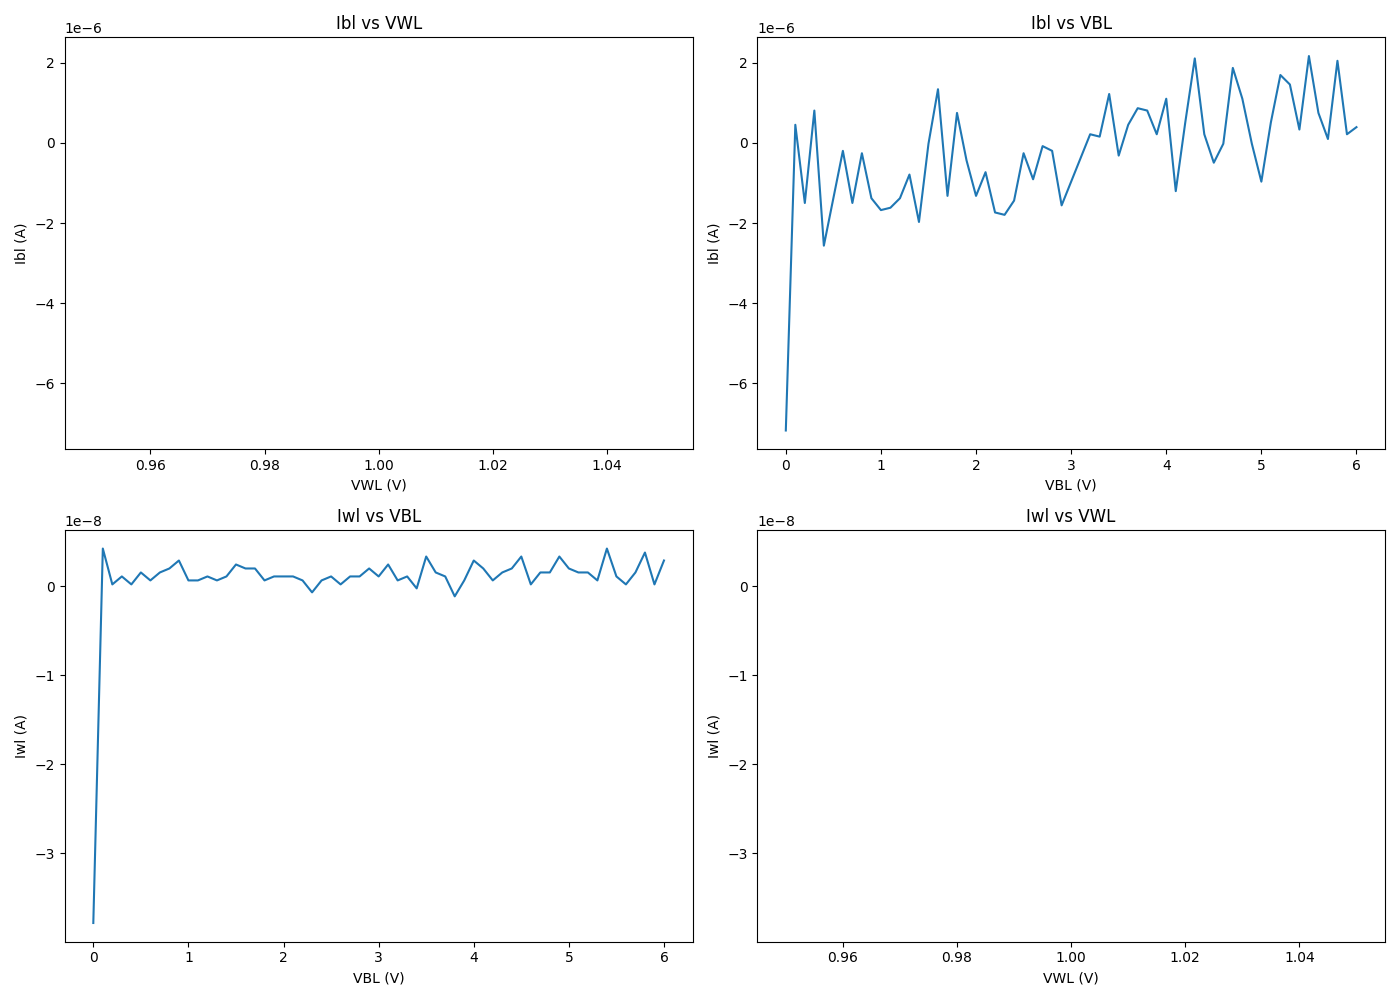 Ibl vs VWL
1e−6
2
0
−2
−4
−6
Ibl (A)
0.96 0.98 1.00 1.02 1.04
VWL (V)
Ibl vs VBL
1e−6
2
0
−2
−4
−6
Ibl (A)
0 1 2 3 4 5 6
VBL (V)
Iwl vs VBL
1e−8
0
−1
−2
−3
Iwl (A)
0 1 2 3 4 5 6
VBL (V)
Iwl vs VWL
1e−8
0
−1
−2
−3
Iwl (A)
0.96 0.98 1.00 1.02 1.04
VWL (V)